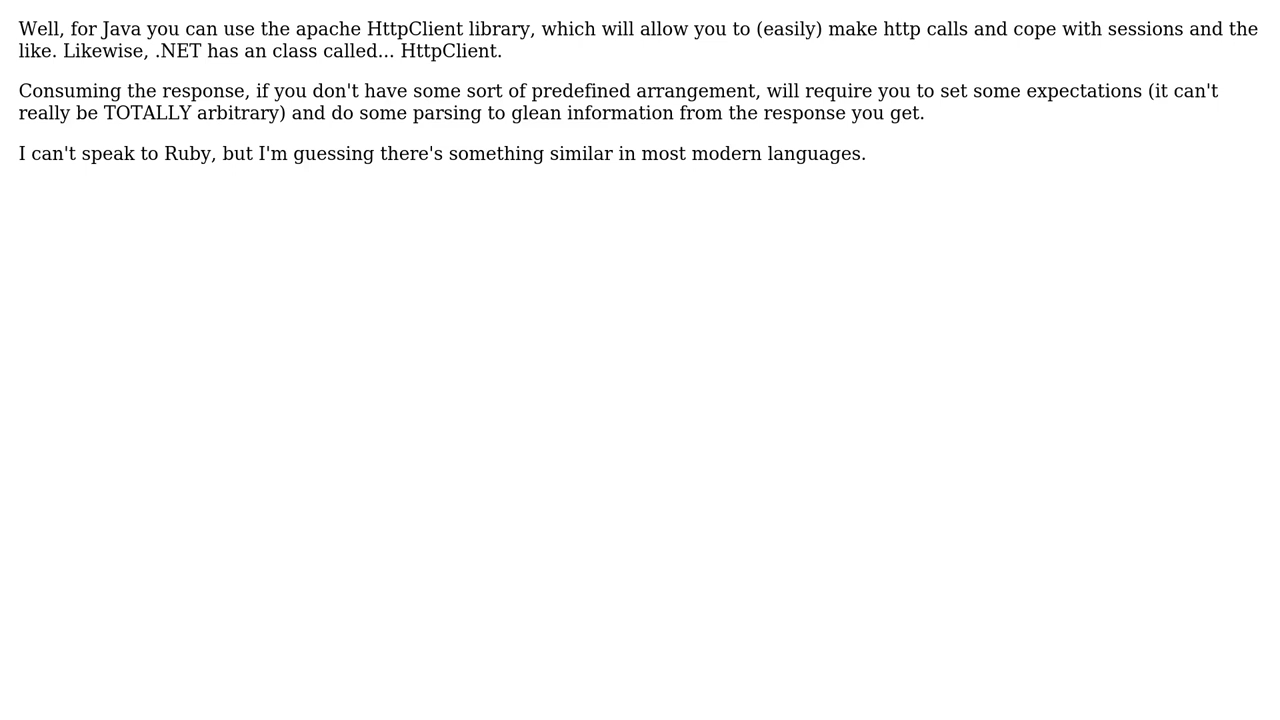 Well, for Java you can use the apache HttpClient library, which will allow you to (easily) make http calls and cope with sessions and the
like. Likewise, .NET has an class called... HttpClient.
Consuming the response, if you don't have some sort of predefined arrangement, will require you to set some expectations (it can't
really be TOTALLY arbitrary) and do some parsing to glean information from the response you get.
I can't speak to Ruby, but I'm guessing there's something similar in most modern languages.